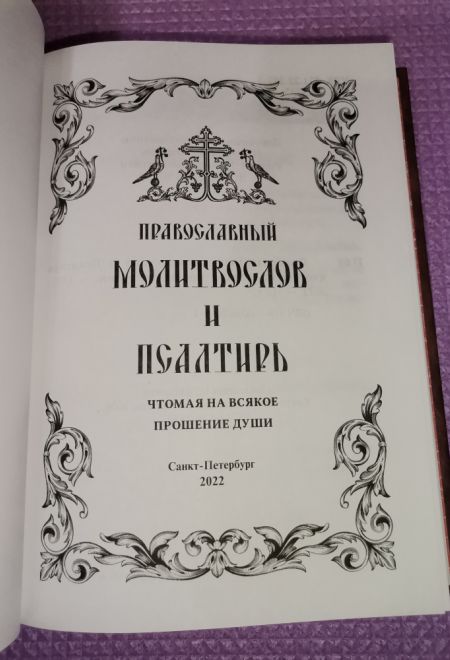 ПРАВОСЛАВНЫЙ
МОЛИТВОСЛОВ
И
ПСАЛТИРЬ
ЧТОМАЯ НА ВСЯКОЕ
ПРОШЕНИЕ ДУШИ
Санкт-Петербург
2022